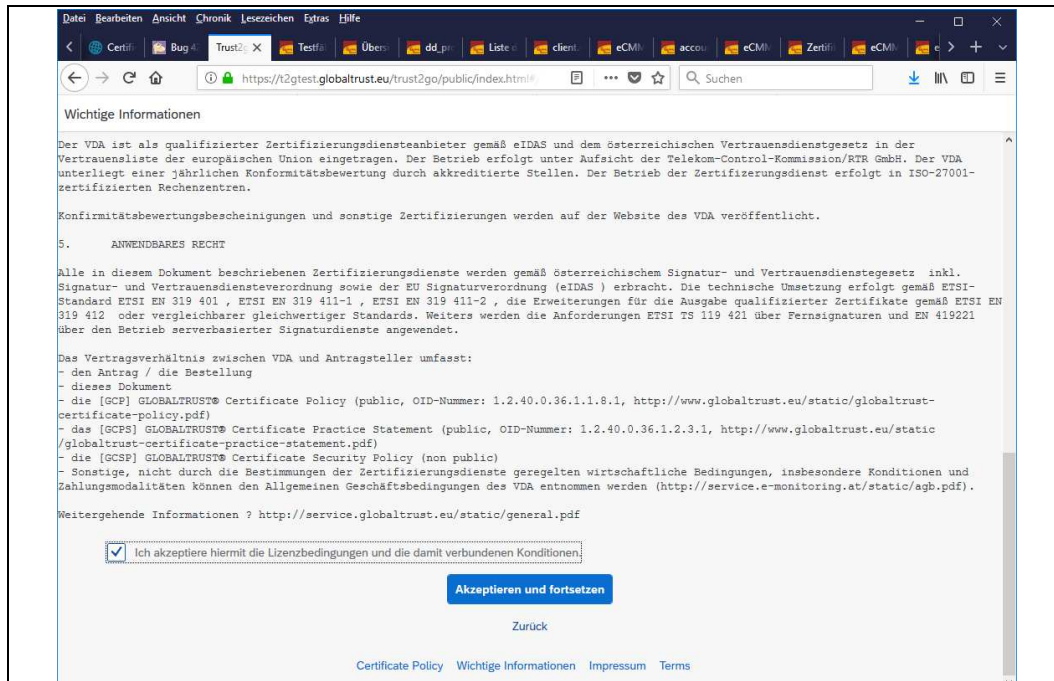 Datei Bearbeiten Ansicht Chronik Lesezeichen Extras Hilfe
Certifi Bug 4 Trust2g Testfäl Übers dd_pr Liste d client. eCMM accou eCMM Zertifi eCMM e
https://t2gtest.globaltrust.eu/trust2go/public/index.html# Suchen
Wichtige Informationen
Der VDA ist als qualifizierter Zertifizierungsdiensteanbieter gemäß eIDAS und dem österreichischen Vertrauensdienstgesetz in der
Vertrauensliste der europäischen Union eingetragen. Der Betrieb erfolgt unter Aufsicht der Telekom-Control-Kommission/RTR GmbH. Der VDA
unterliegt einer jährlichen Konformitätsbewertung durch akkreditierte Stellen. Der Betrieb der Zertifizerungsdienst erfolgt in ISO-27001-
zertifizierten Rechenzentren.
Konfirmitätsbewertungsbescheinigungen und sonstige Zertifizierungen werden auf der Website des VDA veröffentlicht.
5. ANWENDBARES RECHT
Alle in diesem Dokument beschriebenen Zertifizierungsdienste werden gemäß österreichischem Signatur- und Vertrauensdienstegesetz inkl.
Signatur- und Vertrauensdiensteverordnung sowie der EU Signaturverordnung (eIDAS ) erbracht. Die technische Umsetzung erfolgt gemäß ETSI-
Standard ETSI EN 319 401 , ETSI EN 319 411-1 , ETSI EN 319 411-2 , die Erweiterungen für die Ausgabe qualifizierter Zertifikate gemäß ETSI EN
319 412 oder vergleichbarer gleichwertiger Standards. Weiters werden die Anforderungen ETSI TS 119 421 über Fernsignaturen und EN 419221
über den Betrieb serverbasierter Signaturdienste angewendet.
Das Vertragsverhältnis zwischen VDA und Antragsteller umfasst:
- den Antrag / die Bestellung
- dieses Dokument
- die [GCP] GLOBALTRUST® Certificate Policy (public, OID-Nummer: 1.2.40.0.36.1.1.8.1, http://www.globaltrust.eu/static/globaltrust-
certificate-policy.pdf)
- das [GCPS] GLOBALTRUST® Certificate Practice Statement (public, OID-Nummer: 1.2.40.0.36.1.2.3.1, http://www.globaltrust.eu/static
/globaltrust-certificate-practice-statement.pdf)
- die [GCSP] GLOBALTRUST® Certificate Security Policy (non public)
- Sonstige, nicht durch die Bestimmungen der Zertifizierungsdienste geregelten wirtschaftliche Bedingungen, insbesondere Konditionen und
Zahlungsmodalitäten können den Allgemeinen Geschäftsbedingungen des VDA entnommen werden (http://service.e-monitoring.at/static/agb.pdf).
Weitergehende Informationen ? http://service.globaltrust.eu/static/general.pdf
Ich akzeptiere hiermit die Lizenzbedingungen und die damit verbundenen Konditionen.
Akzeptieren und fortsetzen
Zurück
Certificate Policy Wichtige Informationen Impressum Terms